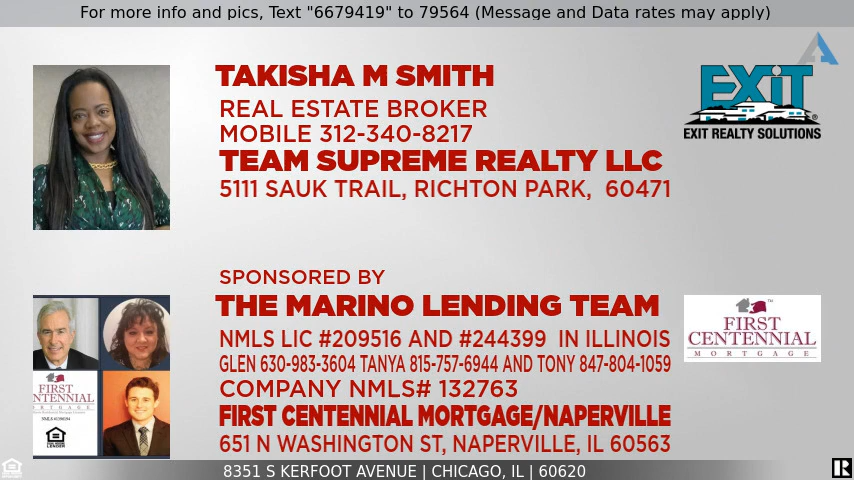 For more info and pics, Text "6679419" to 79564 (Message and Data rates may apply)
TAKISHA M SMITH
REAL ESTATE BROKER
MOBILE 312-340-8217
TEAM SUPREME REALTY LLC
5111 SAUK TRAIL, RICHTON PARK, 60471
EXIT
EXIT REALTY SOLUTIONS
SPONSORED BY
THE MARINO LENDING TEAM
NMLS LIC #209516 AND #244399 IN ILLINOIS
GLEN 630-983-3604 TANYA 815-757-6944 AND TONY 847-804-1059
COMPANY NMLS# 132763
FIRST CENTENNIAL MORTGAGE/NAPERVILLE
651 N WASHINGTON ST, NAPERVILLE, IL 60563
FIRST
CENTENNIAL
MORTGAGE
FIRST
CENTENNIAL
8351 S KERFOOT AVENUE | CHICAGO, IL | 60620
R